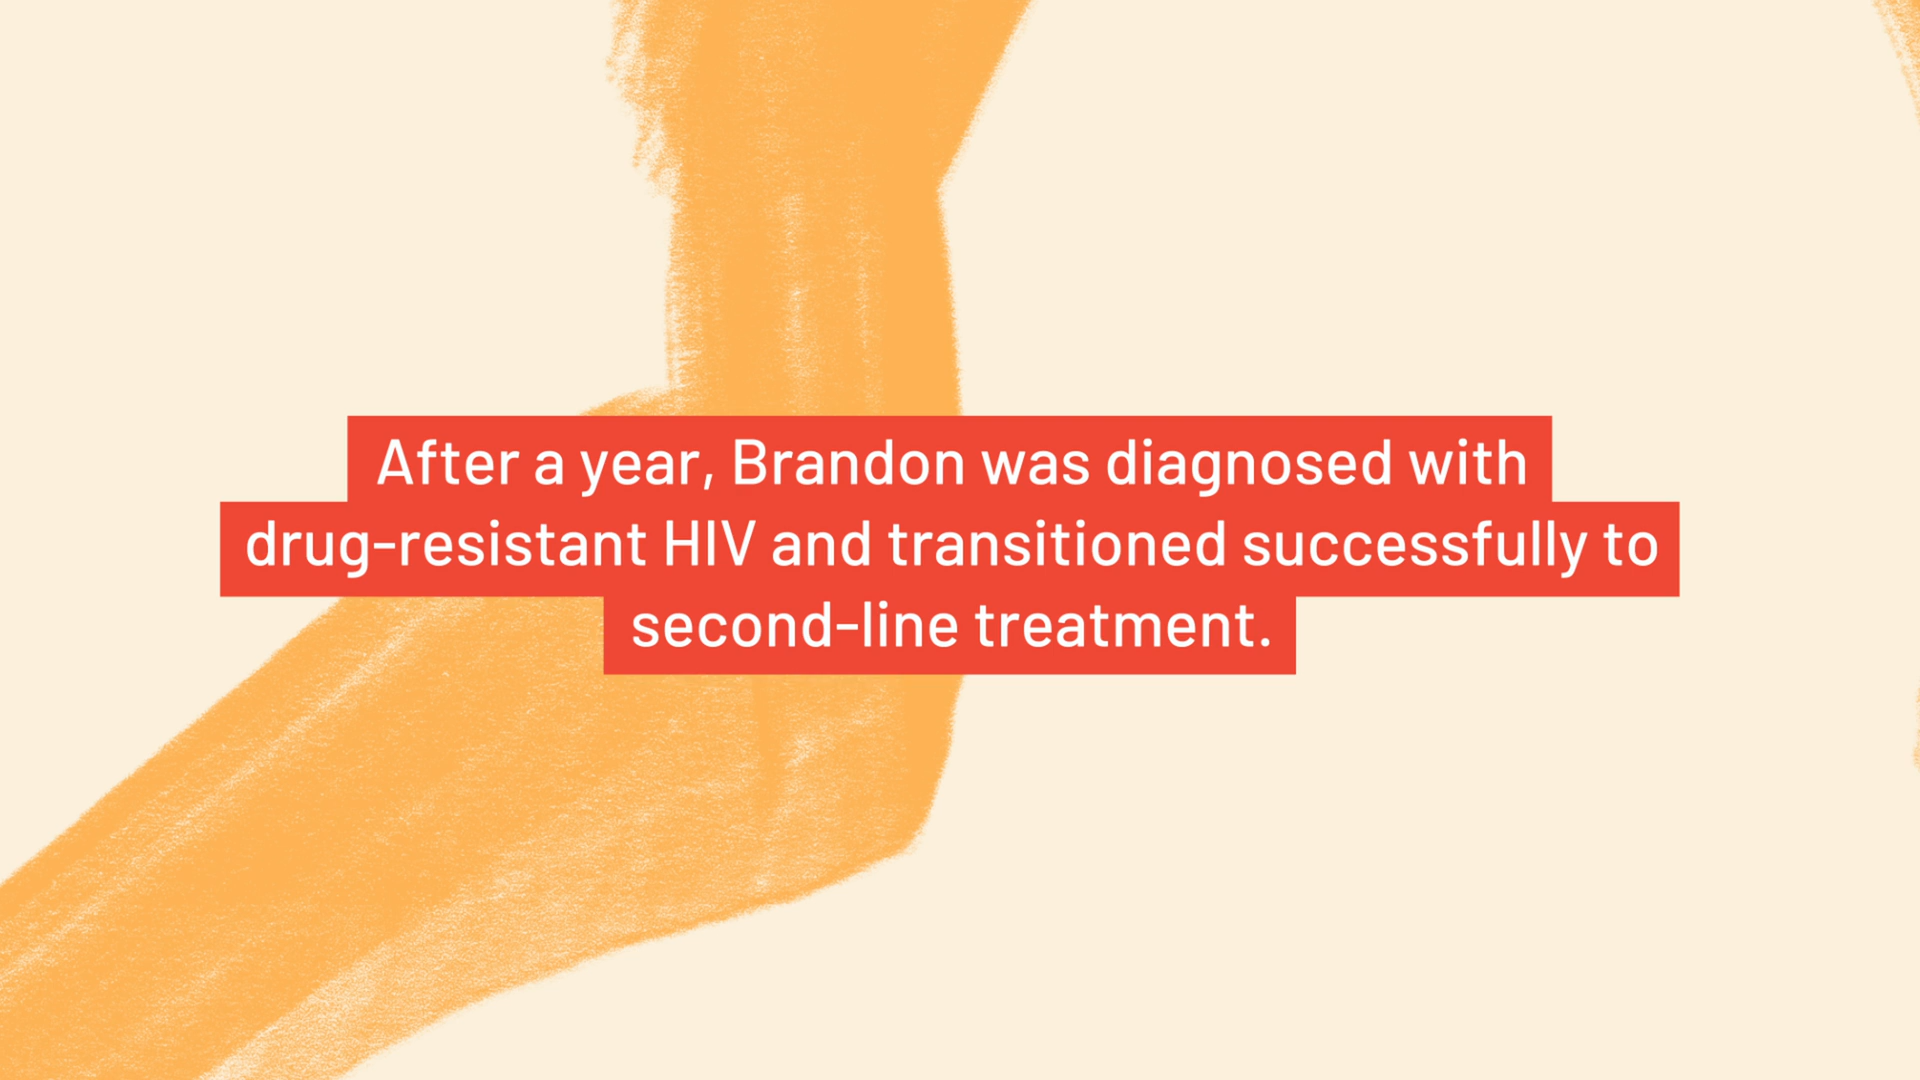 After a year, Brandon was diagnosed with
drug-resistant HIV and transitioned successfully to
second-line treatment.